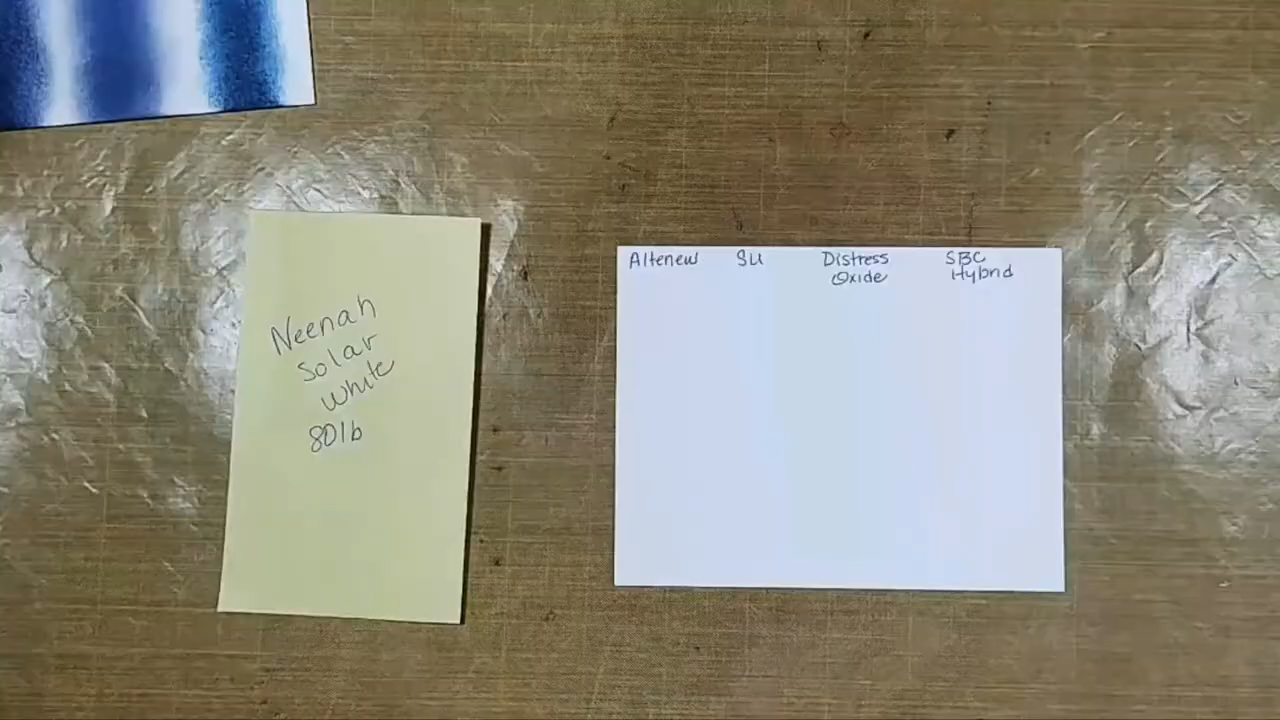 Neenah
Solar
White
80lb
Altenew SU Distress Oxide SBC Hybrid